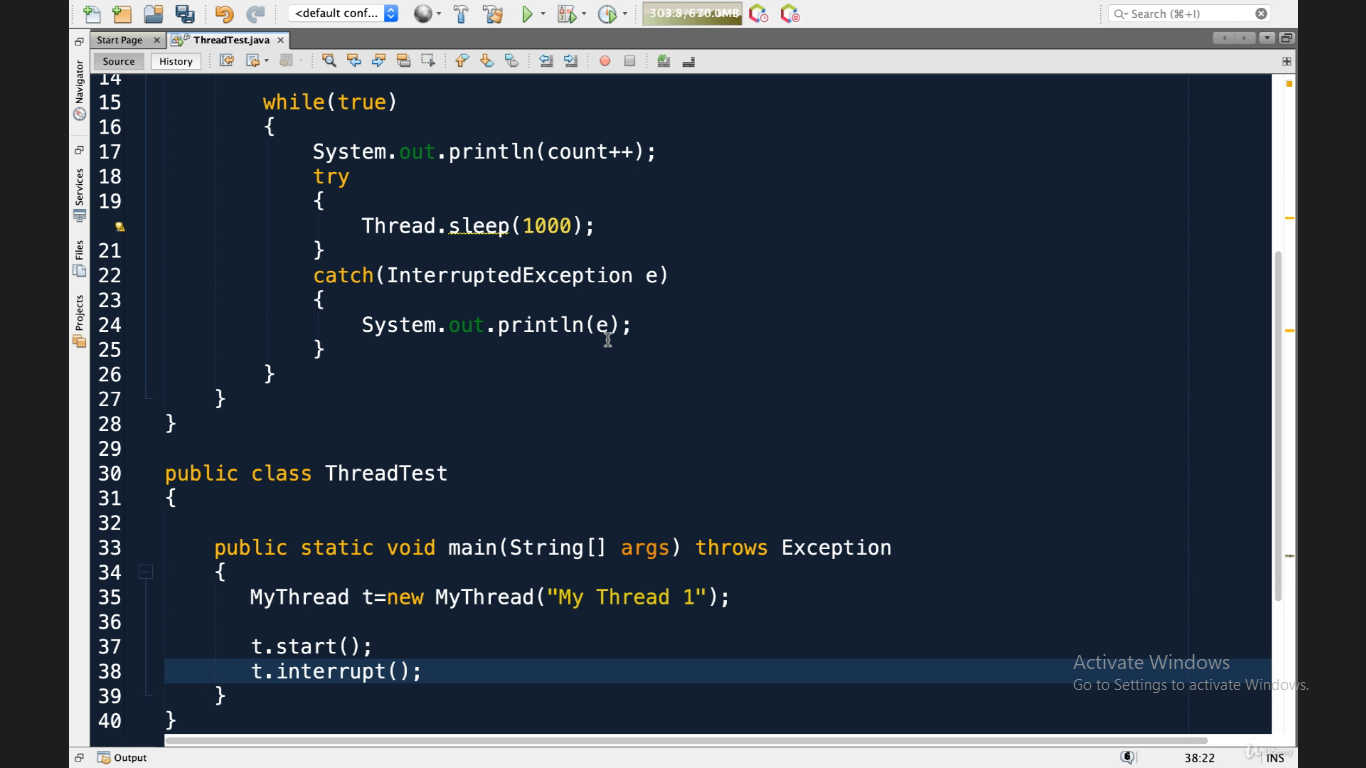 <default conf...
303.8/670.0MB
Search (⌘+I)
Start Page
ThreadTest.java
Source
History
Navigator
Services
Files
Projects
14
15 while(true)
16 {
17 System.out.println(count++);
18 try
19 {
Thread.sleep(1000);
21 }
22 catch(InterruptedException e)
23 {
24 System.out.println(e);
25 }
26 }
27 }
28 }
29
30 public class ThreadTest
31 {
32
33 public static void main(String[] args) throws Exception
34 {
35 MyThread t=new MyThread("My Thread 1");
36
37 t.start();
38 t.interrupt();
39 }
40 }
Activate Windows
Go to Settings to activate Windows.
Output
6
38:22
INS